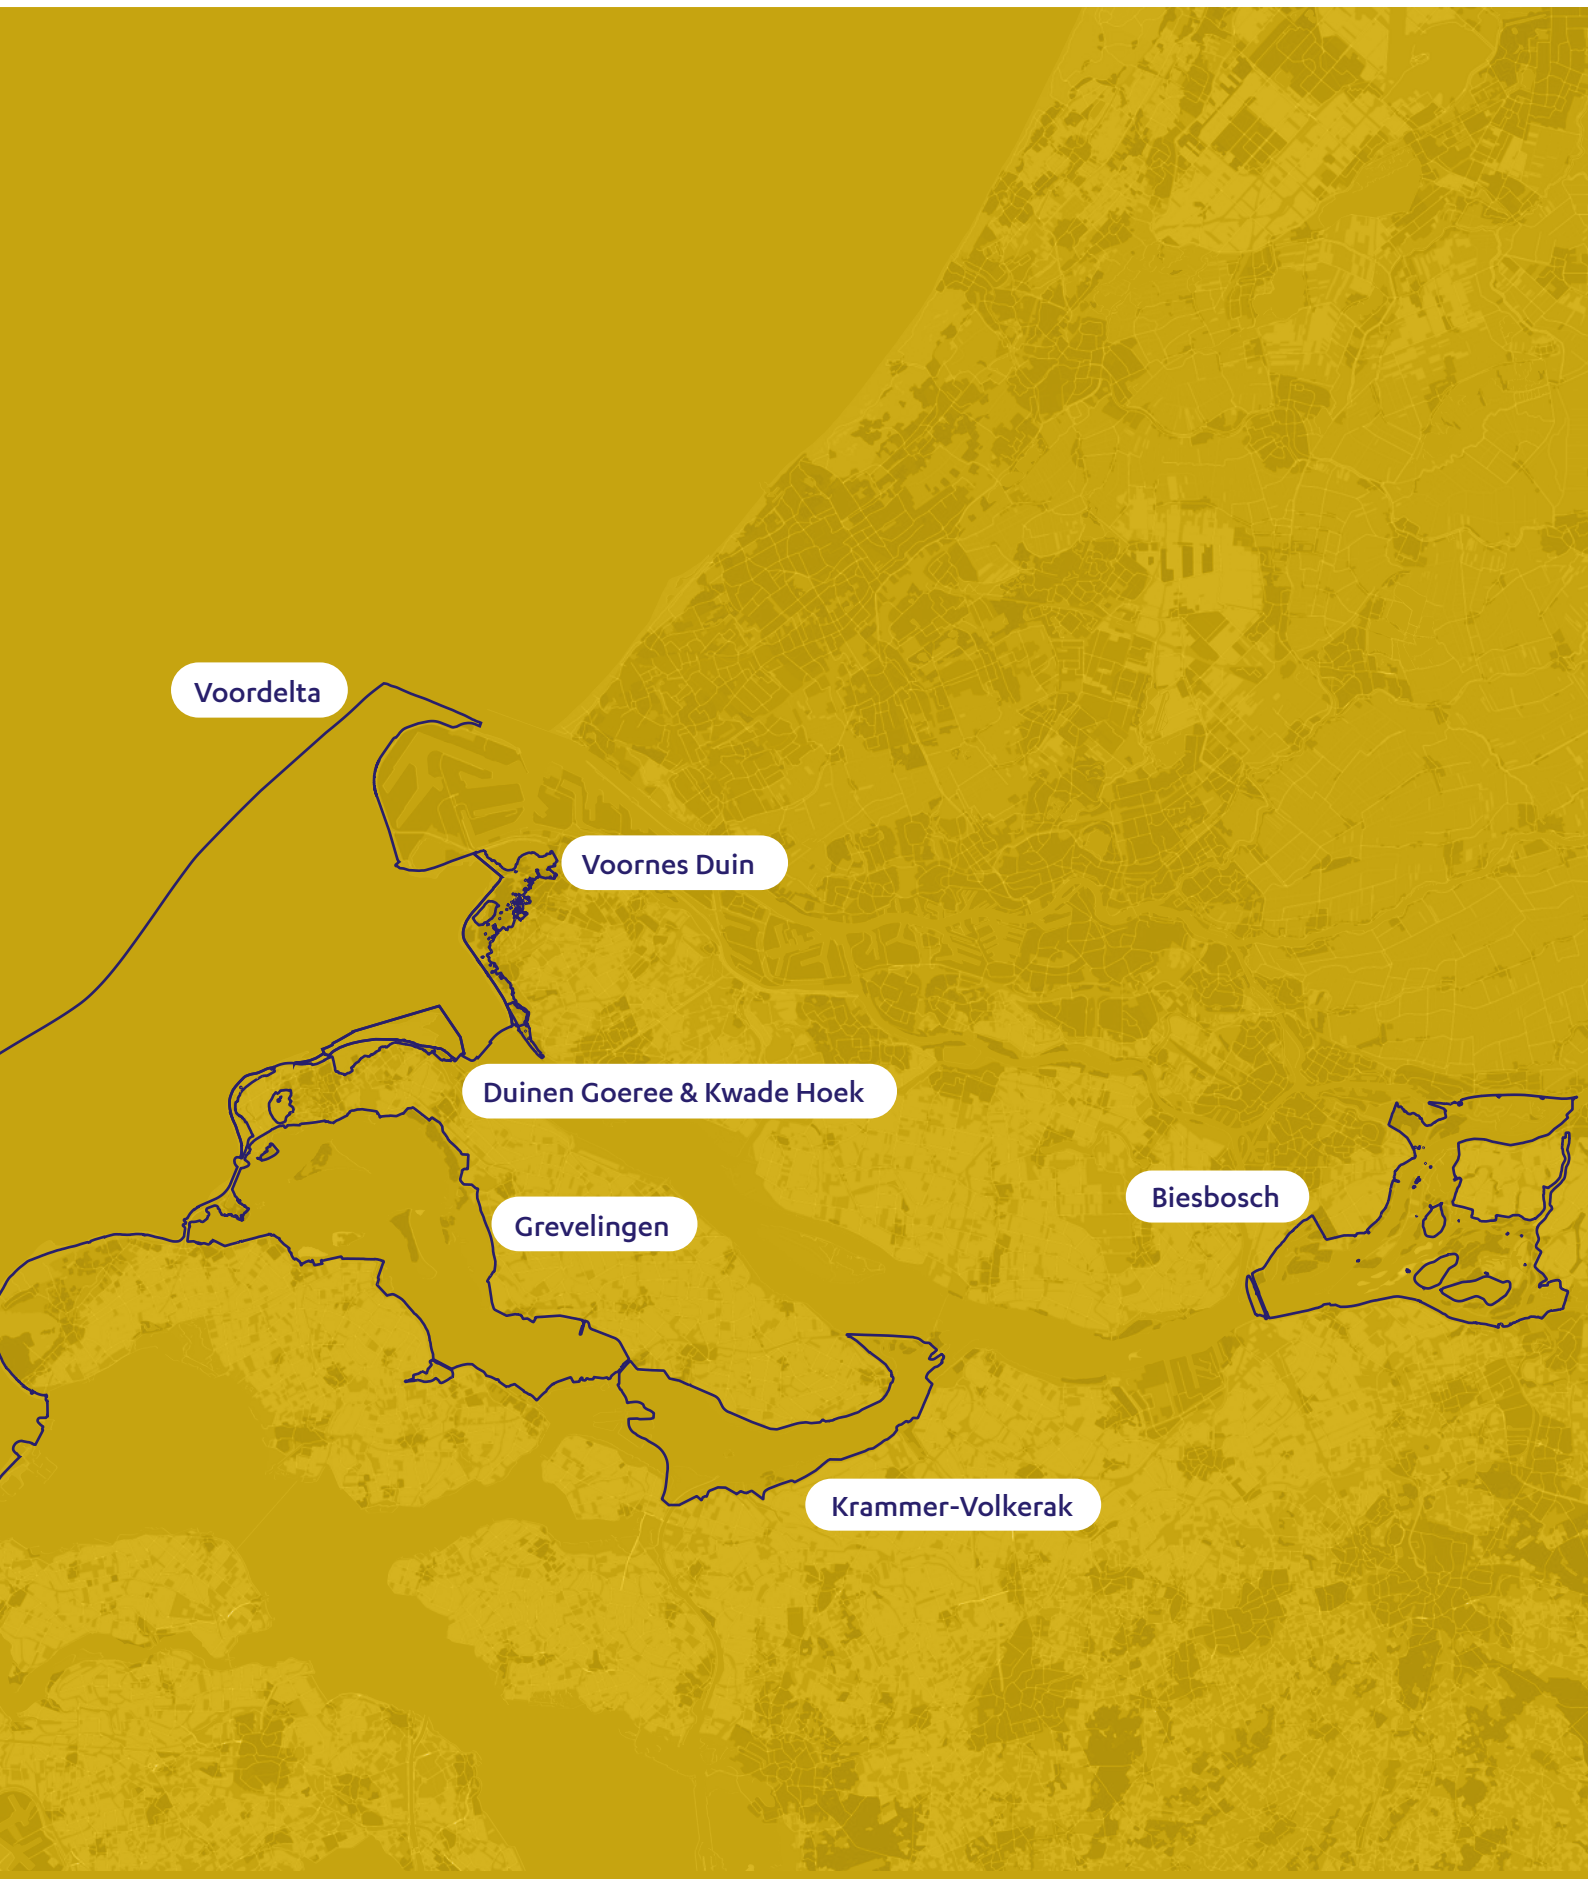 Voordelta
Voornes Duin
Duinen Goeree & Kwade Hoek
Biesbosch
Grevelingen
Krammer-Volkerak